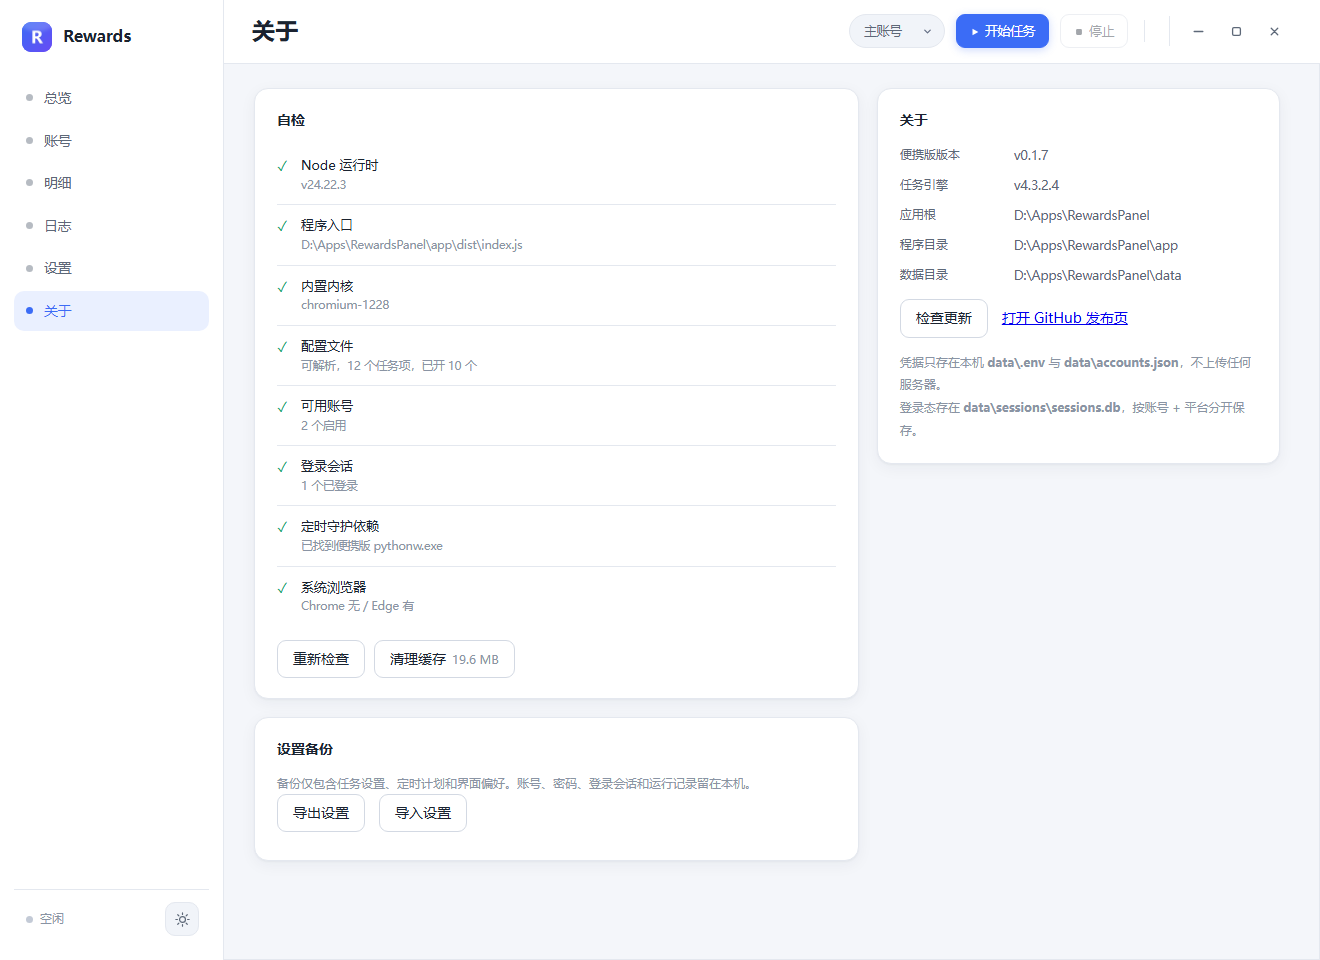 R Rewards
总览
账号
明细
日志
设置
关于
空闲
关于
主账号
开始任务
停止
自检
Node 运行时
v24.22.3
程序入口
D:\Apps\RewardsPanel\app\dist\index.js
内置内核
chromium-1228
配置文件
可解析，12 个任务项，已开 10 个
可用账号
2 个启用
登录会话
1 个已登录
定时守护依赖
已找到便携版 pythonw.exe
系统浏览器
Chrome 无 / Edge 有
重新检查
清理缓存 19.6 MB
设置备份
备份仅包含任务设置、定时计划和界面偏好。账号、密码、登录会话和运行记录留在本机。
导出设置
导入设置
关于
便携版版本 v0.1.7
任务引擎 v4.3.2.4
应用根 D:\Apps\RewardsPanel
程序目录 D:\Apps\RewardsPanel\app
数据目录 D:\Apps\RewardsPanel\data
检查更新
打开 GitHub 发布页
凭据只存在本机 data\.env 与 data\accounts.json，不上传任何
服务器。
登录态存在 data\sessions\sessions.db，按账号 + 平台分开保
存。